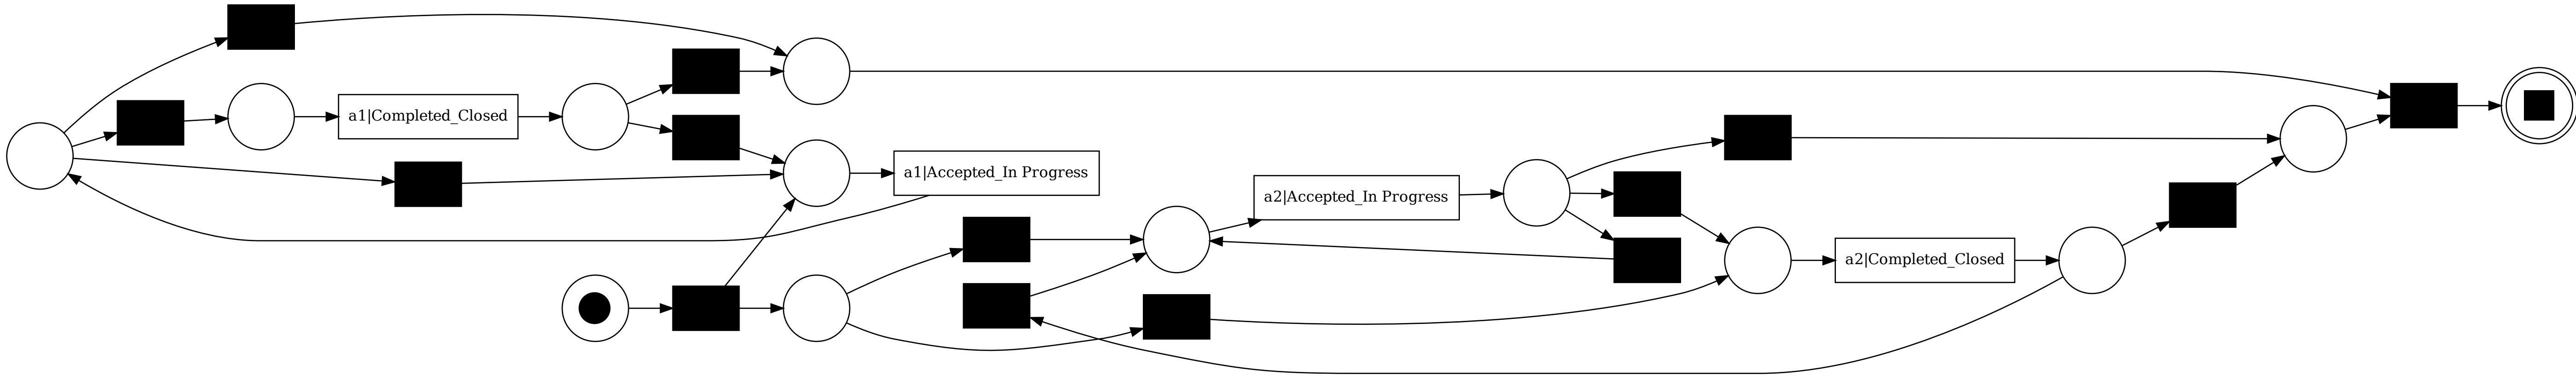 a1|Completed_Closed
a1|Accepted_In Progress
a2|Accepted_In Progress
a2|Completed_Closed